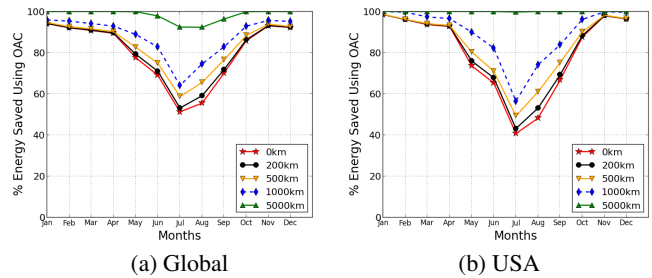 % Energy Saved Using OAC
100
80
60
40
20
0
Jan Feb Mar Apr May Jun Jul Aug Sep Oct Nov Dec
Months
0km
200km
500km
1000km
5000km
(a) Global
% Energy Saved Using OAC
100
80
60
40
20
0
Jan Feb Mar Apr May Jun Jul Aug Sep Oct Nov Dec
Months
0km
200km
500km
1000km
5000km
(b) USA